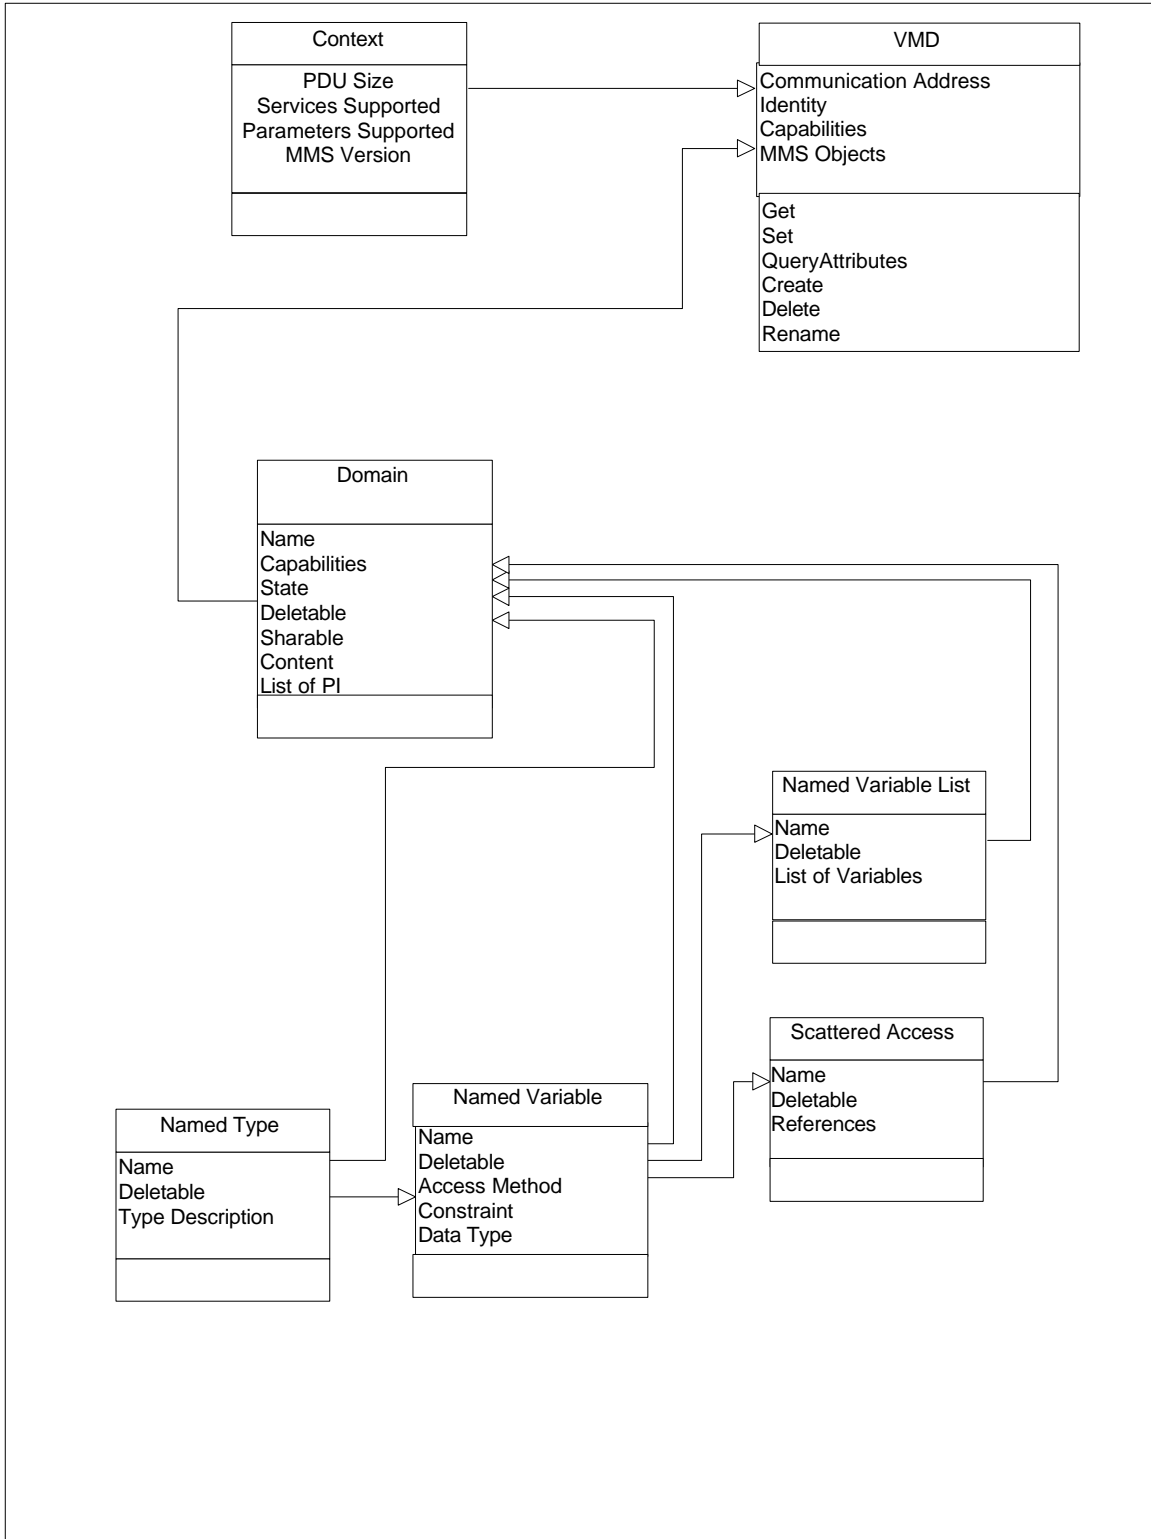 Context
PDU Size
Services Supported
Parameters Supported
MMS Version
VMD
Communication Address
Identity
Capabilities
MMS Objects
Get
Set
QueryAttributes
Create
Delete
Rename
Domain
Name
Capabilities
State
Deletable
Sharable
Content
List of PI
Named Variable List
Name
Deletable
List of Variables
Scattered Access
Name
Deletable
References
Named Variable
Name
Deletable
Access Method
Constraint
Data Type
Named Type
Name
Deletable
Type Description